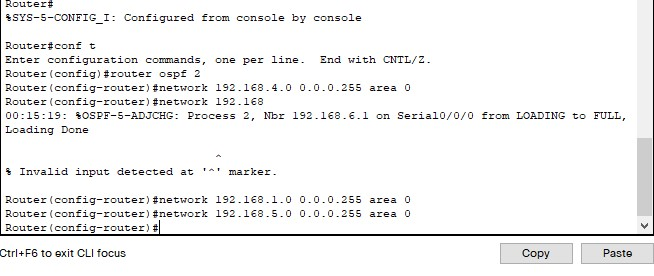 Router#
%SYS-5-CONFIG_I: Configured from console by console
Router#conf t
Enter configuration commands, one per line.  End with CNTL/Z.
Router(config)#router ospf 2
Router(config-router)#network 192.168.4.0 0.0.0.255 area 0
Router(config-router)#network 192.168
00:15:19: %OSPF-5-ADJCHG: Process 2, Nbr 192.168.6.1 on Serial0/0/0 from LOADING to FULL,
Loading Done
^
% Invalid input detected at '^' marker.
Router(config-router)#network 192.168.1.0 0.0.0.255 area 0
Router(config-router)#network 192.168.5.0 0.0.0.255 area 0
Router(config-router)#
Ctrl+F6 to exit CLI focus
Copy
Paste